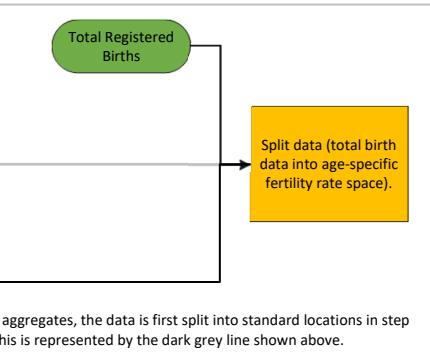 Total Registered
Births
Split data (total birth
data into age-specific
fertility rate space).
aggregates, the data is first split into standard locations in step
his is represented by the dark grey line shown above.